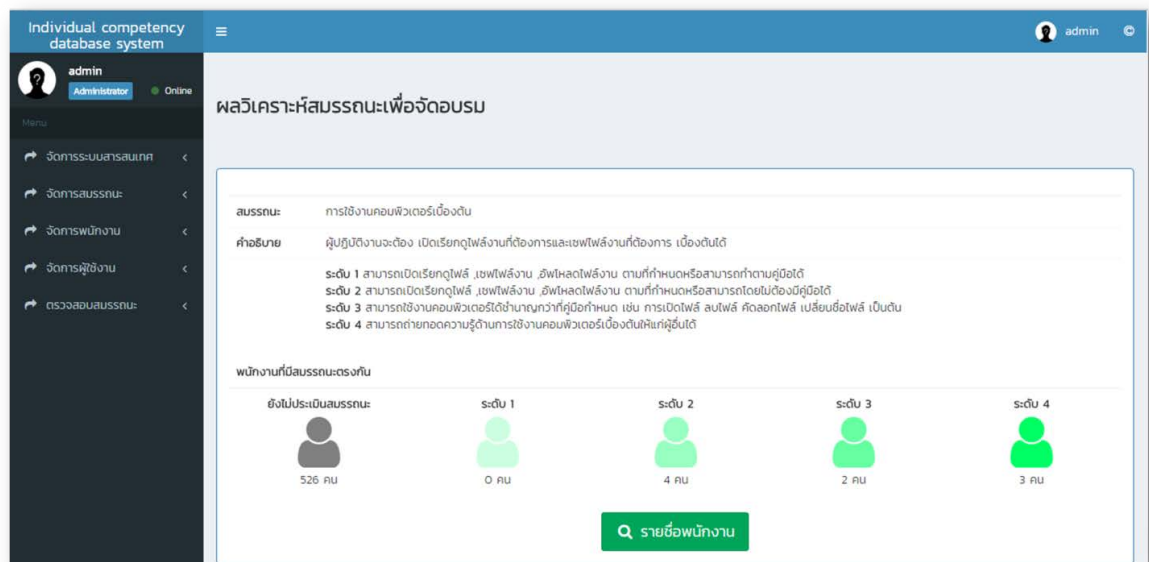 Individual competency
database system
admin
©
admin
Administrator
Online
Menu
จัดการระบบสารสนเทศ
จัดการสมรรถนะ
จัดการพนักงาน
จัดการผู้ใช้งาน
ตรวจสอบสมรรถนะ
ผลวิเคราะห์สมรรถนะเพื่อจัดอบรม
สมรรถนะ การใช้งานคอมพิวเตอร์เบื้องต้น
คำอธิบาย ผู้ปฏิบัติงานจะต้อง เปิดเรียกดูไฟล์งานที่ต้องการและเซฟไฟล์งานที่ต้องการ เบื้องต้นได้
ระดับ 1 สามารถเปิดเรียกดูไฟล์ ,เซฟไฟล์งาน ,อัพโหลดไฟล์งาน ตามที่กำหนดหรือสามารถทำตามคู่มือได้
ระดับ 2 สามารถเปิดเรียกดูไฟล์ ,เซฟไฟล์งาน ,อัพโหลดไฟล์งาน ตามที่กำหนดหรือสามารถโดยไม่ต้องมีคู่มือได้
ระดับ 3 สามารถใช้งานคอมพิวเตอร์ได้ชำนาญกว่าที่คู่มือกำหนด เช่น การเปิดไฟล์ ลบไฟล์ คัดลอกไฟล์ เปลี่ยนชื่อไฟล์ เป็นต้น
ระดับ 4 สามารถถ่ายทอดความรู้ด้านการใช้งานคอมพิวเตอร์เบื้องต้นให้แก่ผู้อื่นได้
พนักงานที่มีสมรรถนะตรงกัน
ยังไม่ประเมินสมรรถนะ ระดับ 1 ระดับ 2 ระดับ 3 ระดับ 4
526 คน 0 คน 4 คน 2 คน 3 คน
รายชื่อพนักงาน